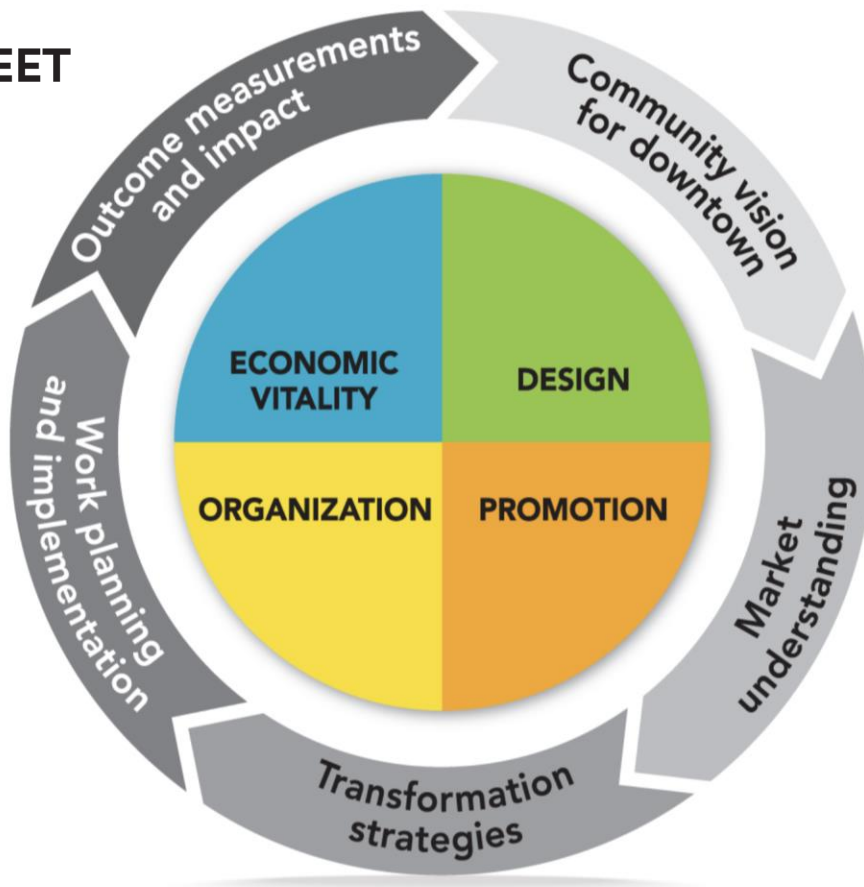 EET
Community vision
for downtown
Market
understanding
Transformation
strategies
Work planning
and implementation
Outcome measurements
and impact
ECONOMIC
VITALITY
DESIGN
ORGANIZATION
PROMOTION